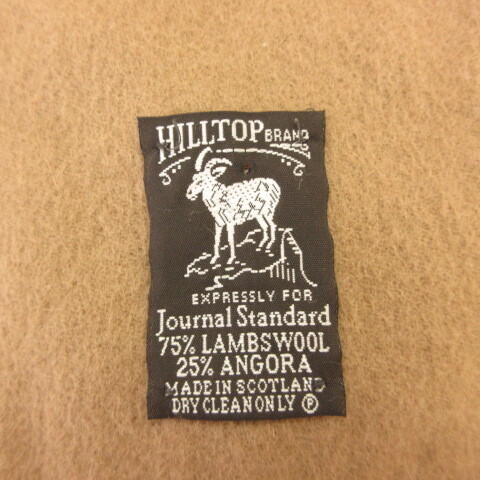 HILLTOP BRAND
EXPRESSLY FOR
Journal Standard
75% LAMBSWOOL
25% ANGORA
MADE IN SCOTLAND
DRY CLEAN ONLY Ⓟ